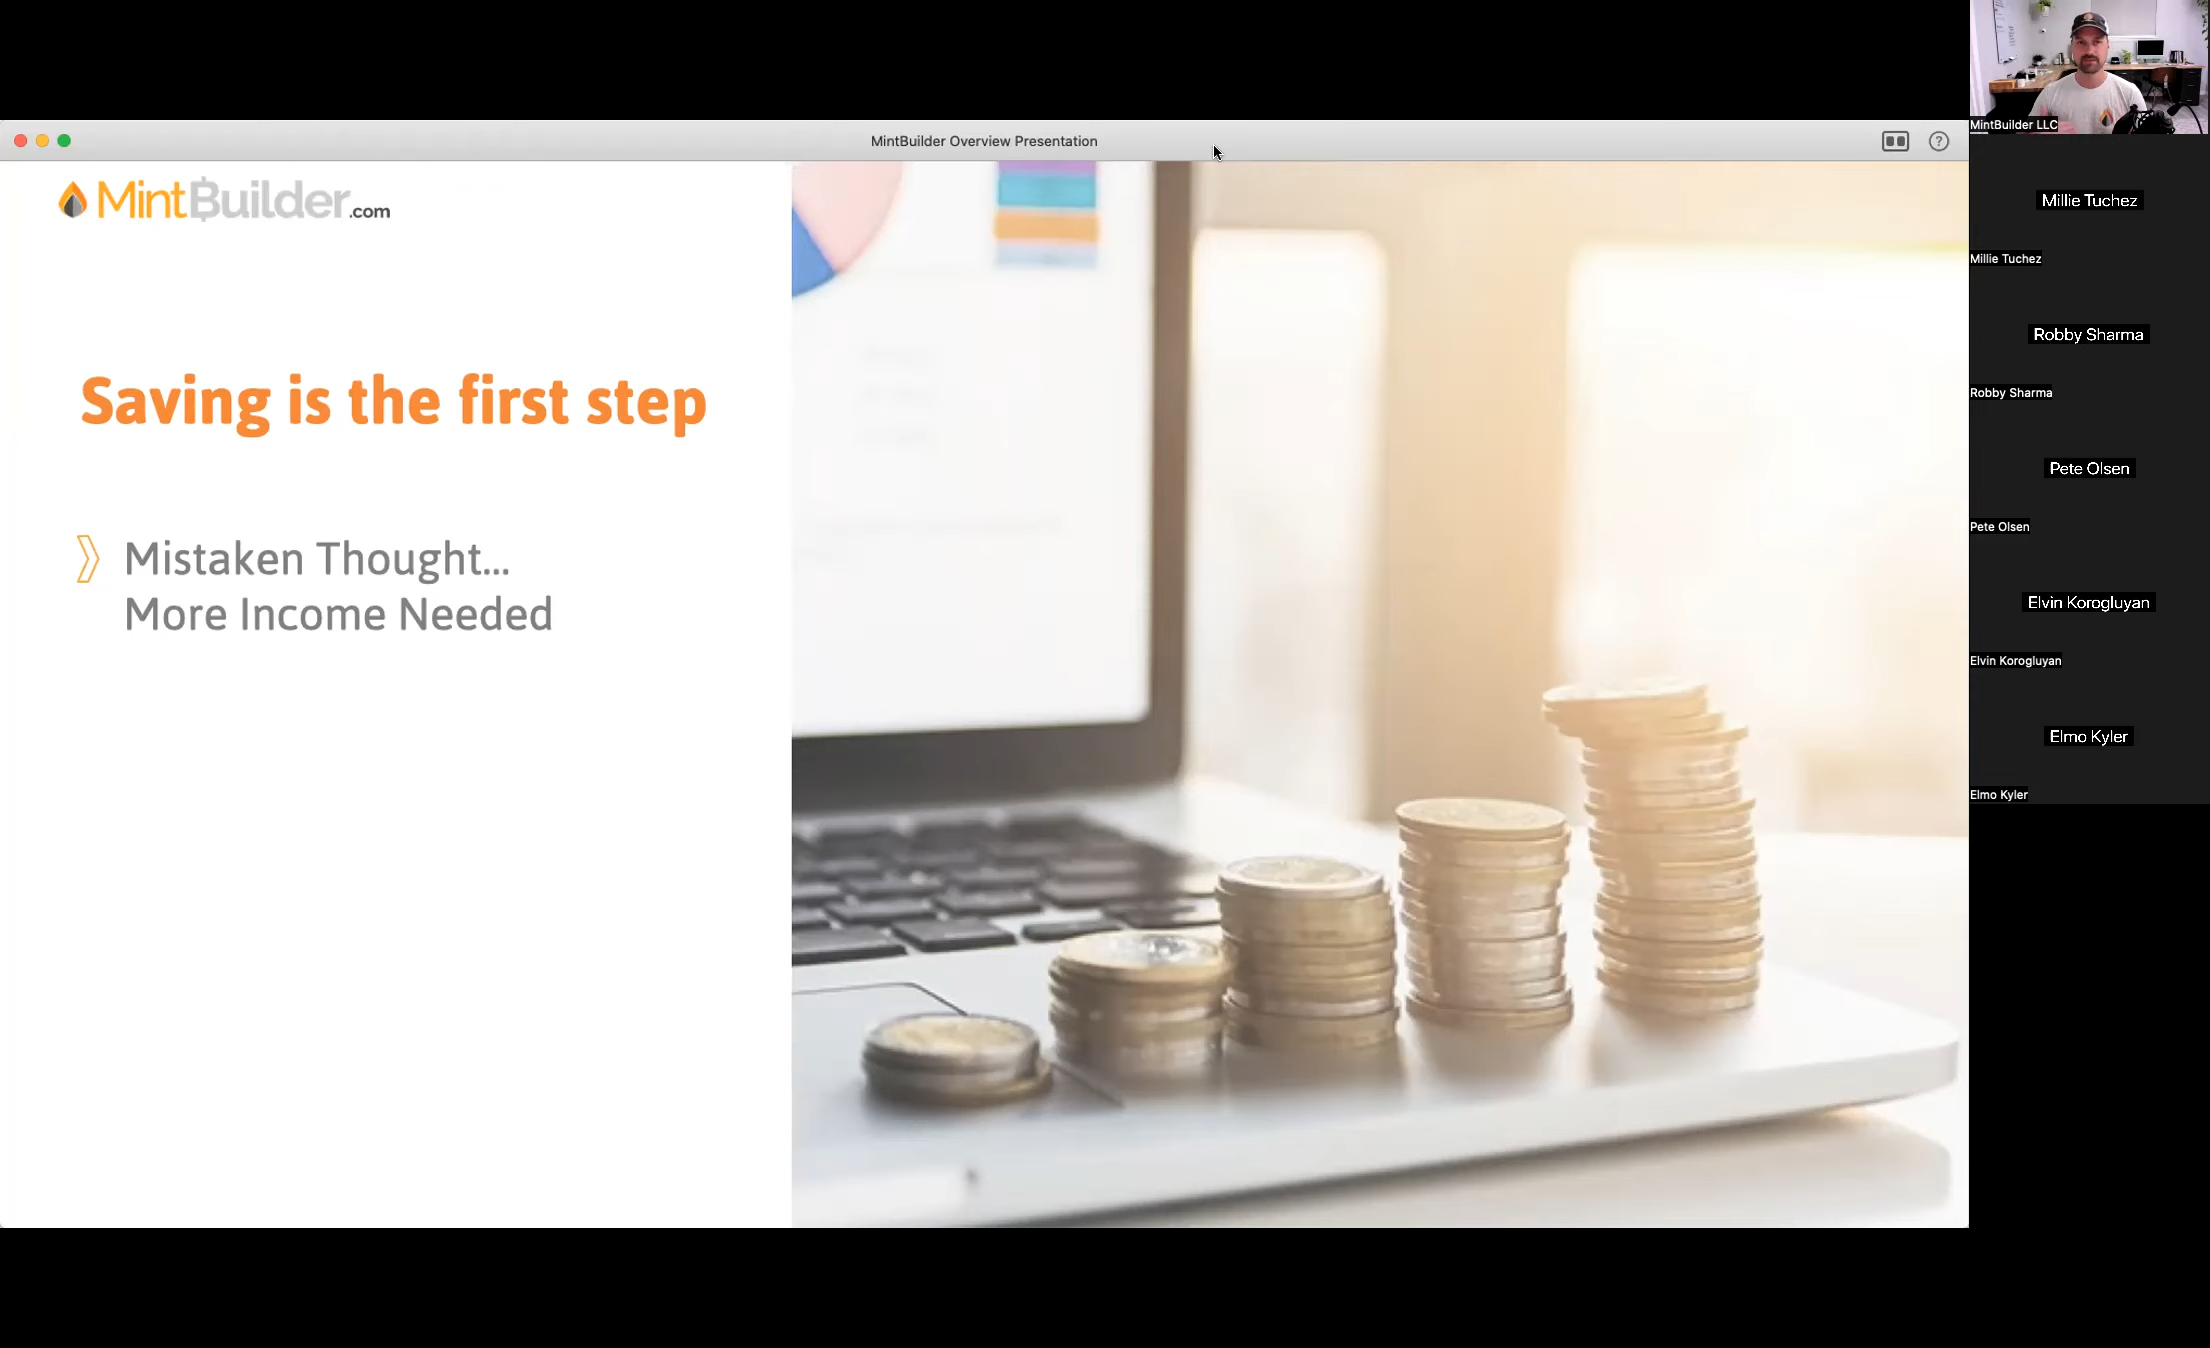 MintBuilder Overview Presentation
?
MintBuilder.com
Saving is the first step
Mistaken Thought...
More Income Needed
MintBuilder LLC
Millie Tuchez
Millie Tuchez
Robby Sharma
Robby Sharma
Pete Olsen
Pete Olsen
Elvin Korogluyan
Elvin Korogluyan
Elmo Kyler
Elmo Kyler